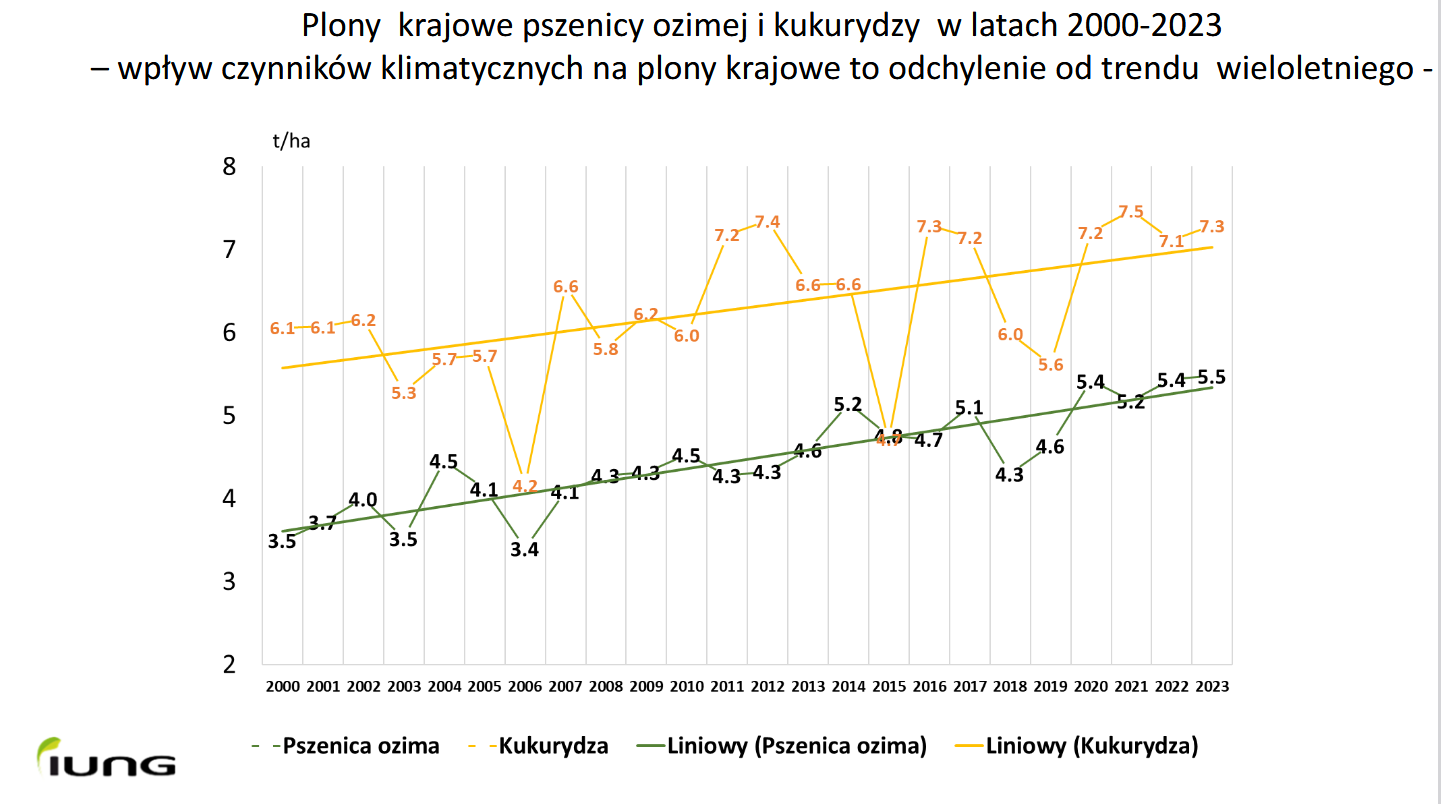 Plony krajowe pszenicy ozimej i kukurydzy w latach 2000-2023
– wpływ czynników klimatycznych na plony krajowe to odchylenie od trendu wieloletniego -
t/ha
8
7
6
5
4
3
2
6.1 6.1 6.2 5.3 5.7 5.7 4.2 6.6 5.8 6.2 6.0 7.2 7.4 6.6 6.6 4.7 7.3 7.2 6.0 5.6 7.2 7.5 7.1 7.3
3.5 3.7 4.0 3.5 4.5 4.1 3.4 4.1 4.3 4.3 4.5 4.3 4.3 4.6 5.2 4.8 4.7 5.1 4.3 4.6 5.4 5.2 5.4 5.5
2000 2001 2002 2003 2004 2005 2006 2007 2008 2009 2010 2011 2012 2013 2014 2015 2016 2017 2018 2019 2020 2021 2022 2023
Pszenica ozima Kukurydza Liniowy (Pszenica ozima) Liniowy (Kukurydza)
IUNG